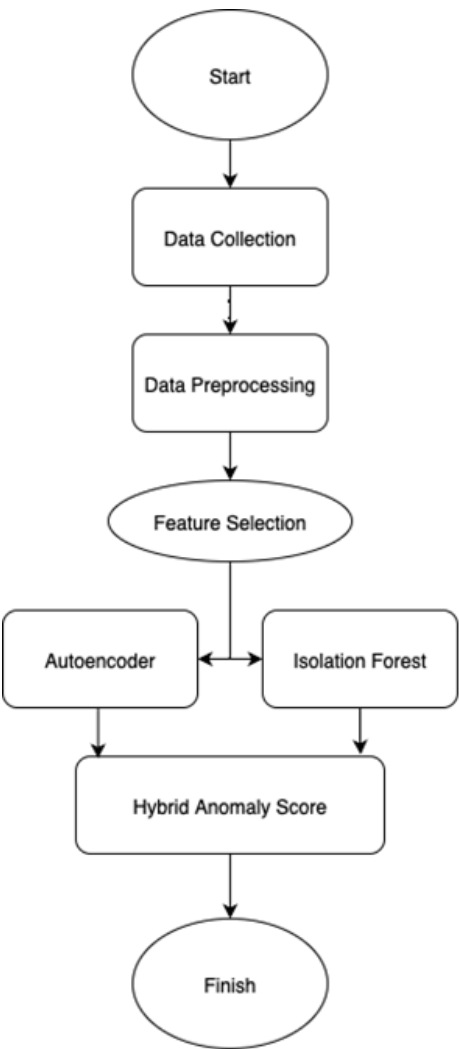 Start
Data Collection
Data Preprocessing
Feature Selection
Autoencoder
Isolation Forest
Hybrid Anomaly Score
Finish